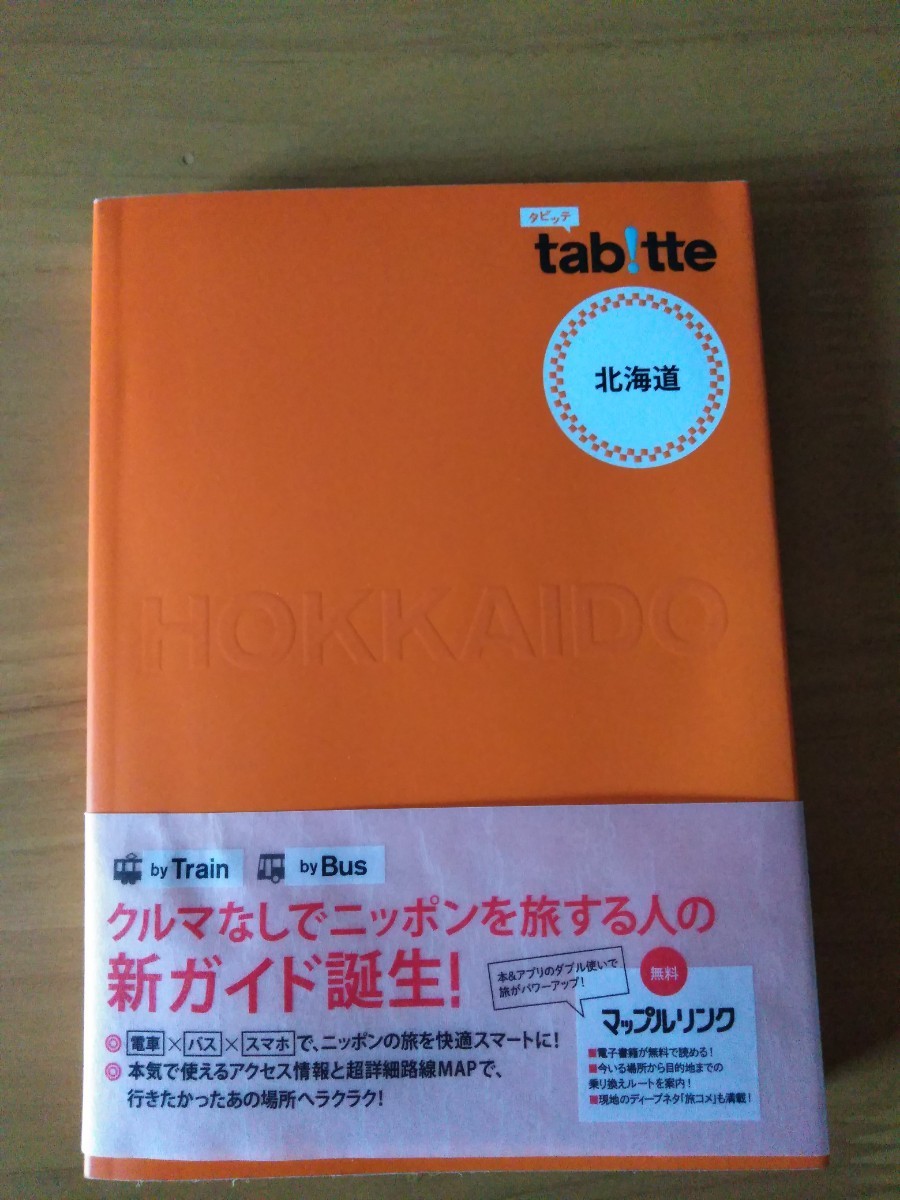 タビッテ
tab!tte
北海道
HOKKAIDO
by Train
by Bus
クルマなしでニッポンを旅する人の
新ガイド誕生!
本&アプリのダブル使いで
旅がパワーアップ!
無料
マップルリンク
■電子書籍が無料で読める!
■今いる場所から目的地までの
乗り換えルートを案内!
■現地のディープネタ「旅コメ」も満載!
◎電車×バス×スマホで、ニッポンの旅を快適スマートに!
◎本気で使えるアクセス情報と超詳細路線MAPで、
行きたかったあの場所へラクラク!